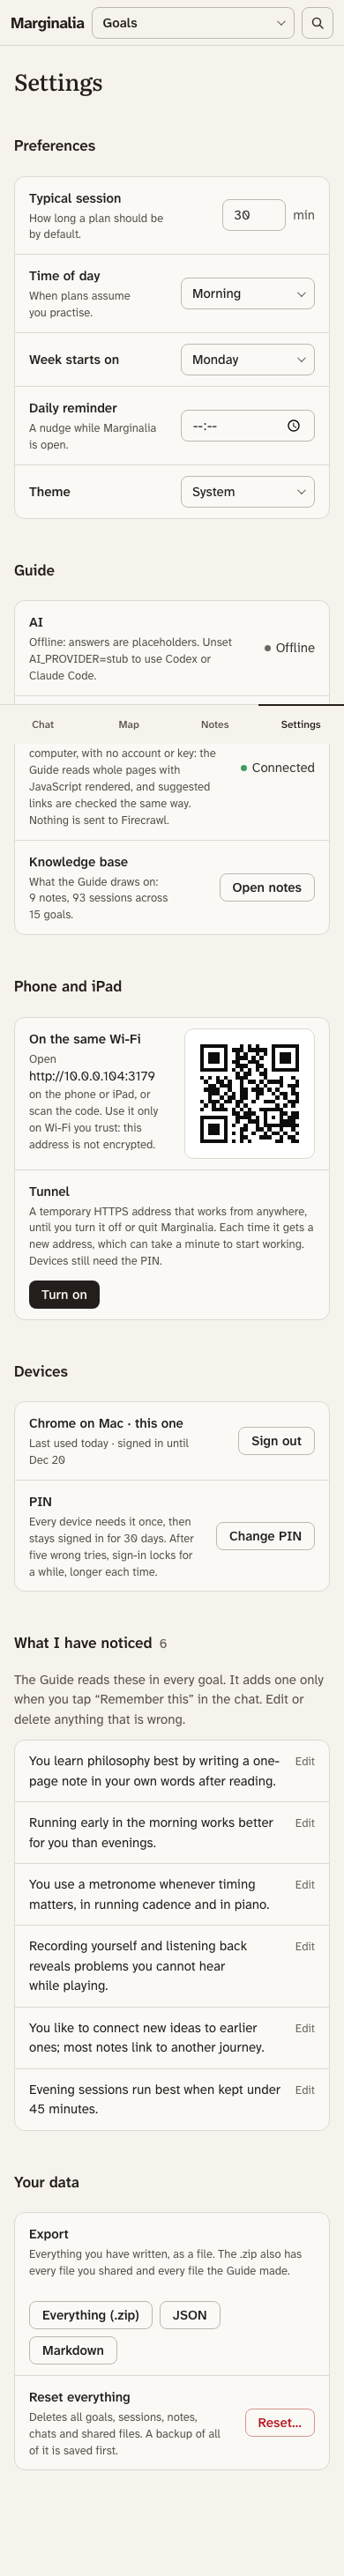 Marginalia
Goals
Settings
Preferences
Typical session
How long a plan should be
by default.
30
min
Time of day
When plans assume
you practise.
Morning
Week starts on
Monday
Daily reminder
A nudge while Marginalia
is open.
--:--
Theme
System
Guide
AI
Offline: answers are placeholders. Unset
AI_PROVIDER=stub to use Codex or
Claude Code.
Offline
Chat
Map
Notes
Settings
computer, with no account or key: the
Guide reads whole pages with
JavaScript rendered, and suggested
links are checked the same way.
Nothing is sent to Firecrawl.
Connected
Knowledge base
What the Guide draws on:
9 notes, 93 sessions across
15 goals.
Open notes
Phone and iPad
On the same Wi-Fi
Open
http://10.0.0.104:3179
on the phone or iPad, or
scan the code. Use it only
on Wi-Fi you trust: this
address is not encrypted.
Tunnel
A temporary HTTPS address that works from anywhere,
until you turn it off or quit Marginalia. Each time it gets a
new address, which can take a minute to start working.
Devices still need the PIN.
Turn on
Devices
Chrome on Mac · this one
Last used today · signed in until
Dec 20
Sign out
PIN
Every device needs it once, then
stays signed in for 30 days. After
five wrong tries, sign-in locks for
a while, longer each time.
Change PIN
What I have noticed 6
The Guide reads these in every goal. It adds one only
when you tap “Remember this” in the chat. Edit or
delete anything that is wrong.
You learn philosophy best by writing a one-
page note in your own words after reading.
Edit
Running early in the morning works better
for you than evenings.
Edit
You use a metronome whenever timing
matters, in running cadence and in piano.
Edit
Recording yourself and listening back
reveals problems you cannot hear
while playing.
Edit
You like to connect new ideas to earlier
ones; most notes link to another journey.
Edit
Evening sessions run best when kept under
45 minutes.
Edit
Your data
Export
Everything you have written, as a file. The .zip also has
every file you shared and every file the Guide made.
Everything (.zip)
JSON
Markdown
Reset everything
Deletes all goals, sessions, notes,
chats and shared files. A backup of all
of it is saved first.
Reset…